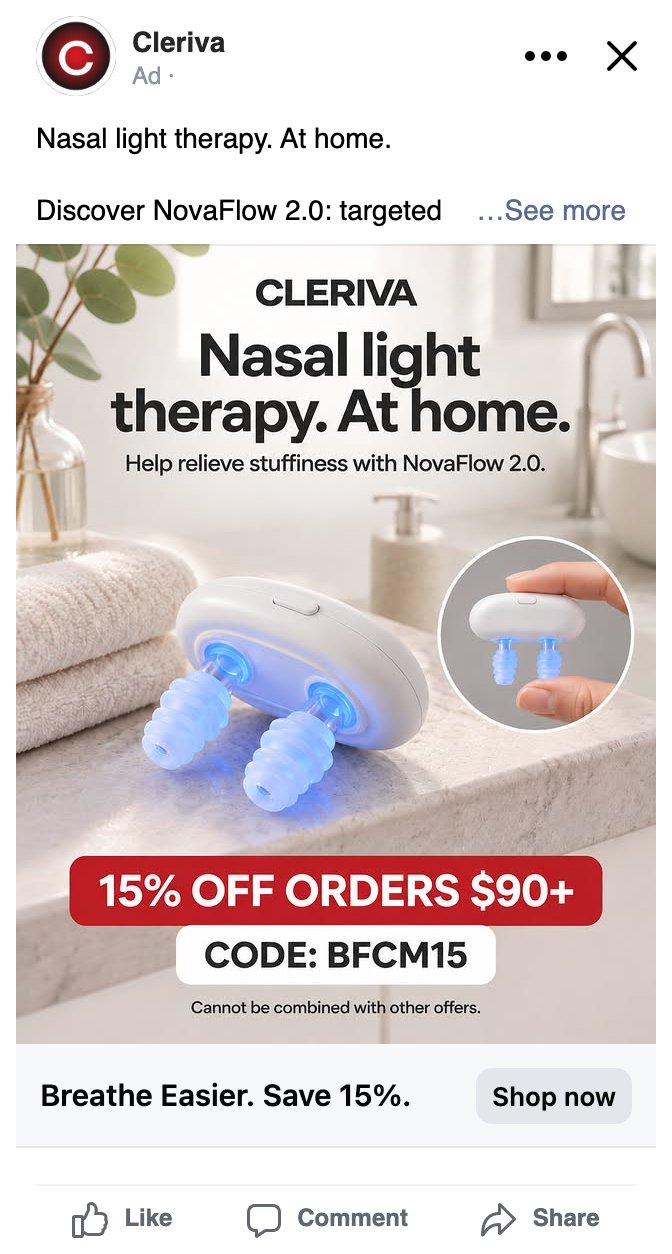 Cleriva
Ad ·
Nasal light therapy. At home.
Discover NovaFlow 2.0: targeted ...See more
CLERIVA
Nasal light
therapy. At home.
Help relieve stuffiness with NovaFlow 2.0.
15% OFF ORDERS $90+
CODE: BFCM15
Cannot be combined with other offers.
Breathe Easier. Save 15%.
Shop now
Like Comment Share